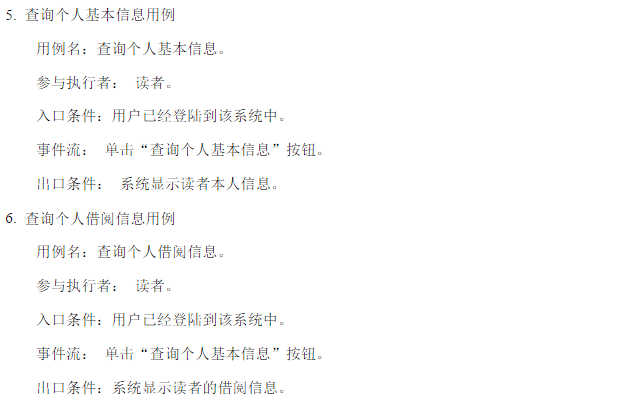 5. 查询个人基本信息用例
用例名：查询个人基本信息。
参与执行者： 读者。
入口条件：用户已经登陆到该系统中。
事件流： 单击“查询个人基本信息”按钮。
出口条件： 系统显示读者本人信息。
6. 查询个人借阅信息用例
用例名：查询个人借阅信息。
参与执行者： 读者。
入口条件：用户已经登陆到该系统中。
事件流： 单击“查询个人基本信息”按钮。
出口条件：系统显示读者的借阅信息。